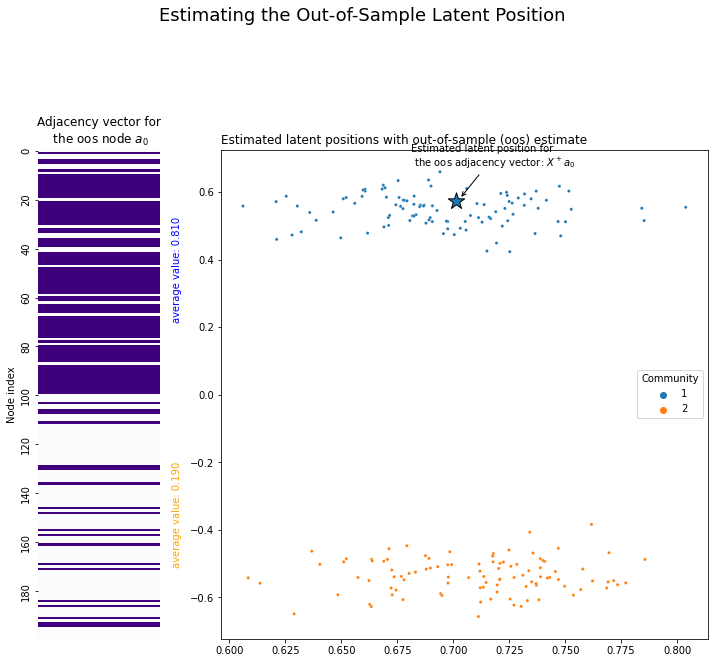 Estimating the Out-of-Sample Latent Position
Adjacency vector for
the oos node a0
0
20
40
60
80
100
120
140
160
180
Node index
average value: 0.810
average value: 0.190
Estimated latent positions with out-of-sample (oos) estimate
Estimated latent position for
the oos adjacency vector: X⁺a0
0.6
0.4
0.2
0.0
−0.2
−0.4
−0.6
Community
1
2
0.600 0.625 0.650 0.675 0.700 0.725 0.750 0.775 0.800